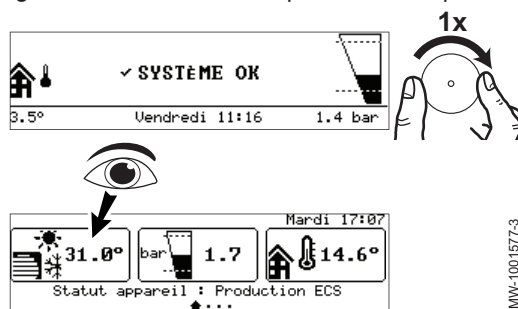 1x
✓ SYSTÈME OK
3.5° Vendredi 11:16 1.4 bar
Mardi 17:07
31.0° bar 1.7 14.6°
Statut appareil : Production ECS
MW-1001577-3